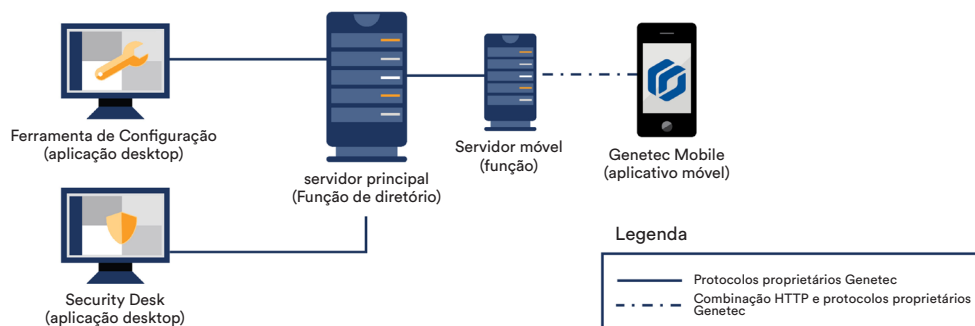 Ferramenta de Configuração
(aplicação desktop)
servidor principal
(Função de diretório)
Servidor móvel
(função)
Genetec Mobile
(aplicativo móvel)
Security Desk
(aplicação desktop)
Legenda
Protocolos proprietários Genetec
Combinação HTTP e protocolos proprietários
Genetec